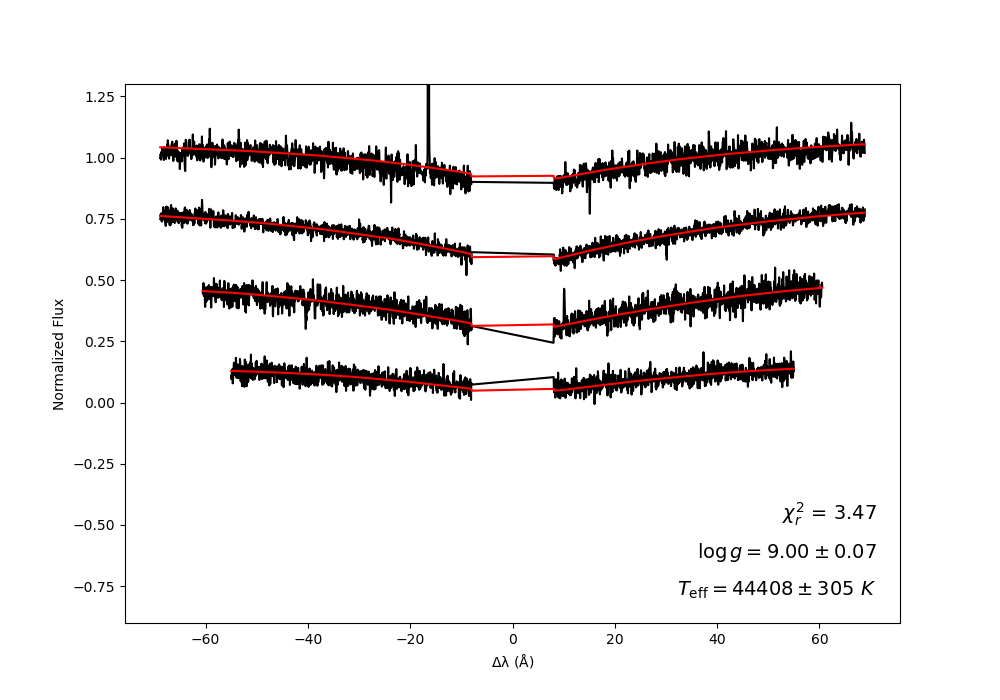 1.25
1.00
0.75
0.50
0.25
0.00
−0.25
−0.50
−0.75
Normalized Flux
χ²ᵣ = 3.47
log g = 9.00 ± 0.07
T_eff = 44408 ± 305 K
−60 −40 −20 0 20 40 60
Δλ (Å)